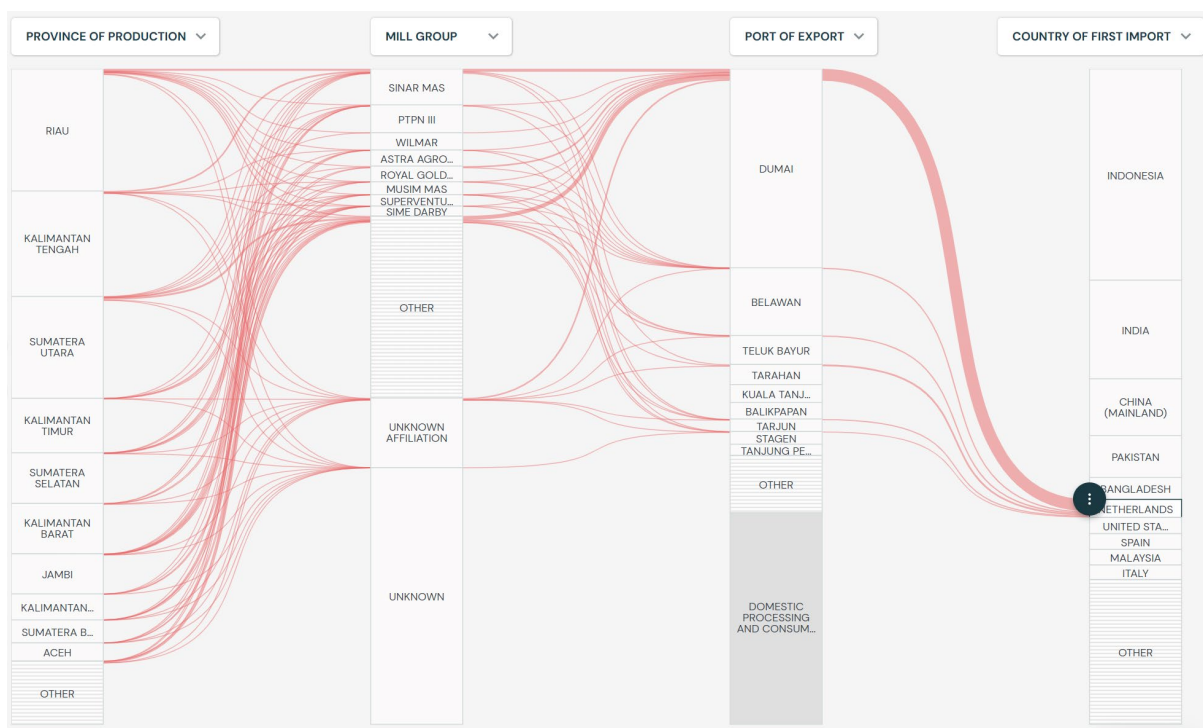 PROVINCE OF PRODUCTION
MILL GROUP
PORT OF EXPORT
COUNTRY OF FIRST IMPORT
RIAU
KALIMANTAN
TENGAH
SUMATERA
UTARA
KALIMANTAN
TIMUR
SUMATERA
SELATAN
KALIMANTAN
BARAT
JAMBI
KALIMANTAN...
SUMATERA B...
ACEH
OTHER
SINAR MAS
PTPN III
WILMAR
ASTRA AGRO...
ROYAL GOLD...
MUSIM MAS
SUPERVENTU...
SIME DARBY
OTHER
UNKNOWN
AFFILIATION
UNKNOWN
DUMAI
BELAWAN
TELUK BAYUR
TARAHAN
KUALA TANJ...
BALIKPAPAN
TARJUN
STAGEN
TANJUNG PE...
OTHER
DOMESTIC
PROCESSING
AND CONSUM...
INDONESIA
INDIA
CHINA
(MAINLAND)
PAKISTAN
BANGLADESH
NETHERLANDS
UNITED STA...
SPAIN
MALAYSIA
ITALY
OTHER